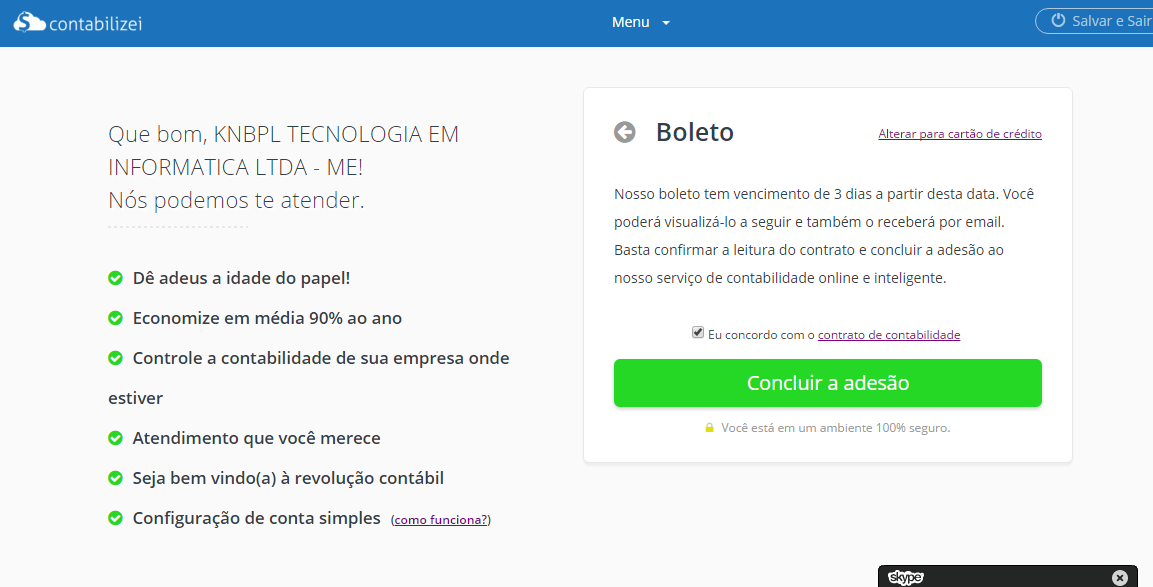 contabilizei
Menu
Salvar e Sair
Que bom, KNBPL TECNOLOGIA EM
INFORMATICA LTDA - ME!
Nós podemos te atender.
Dê adeus a idade do papel!
Economize em média 90% ao ano
Controle a contabilidade de sua empresa onde
estiver
Atendimento que você merece
Seja bem vindo(a) à revolução contábil
Configuração de conta simples (como funciona?)
Boleto
Alterar para cartão de crédito
Nosso boleto tem vencimento de 3 dias a partir desta data. Você
poderá visualizá-lo a seguir e também o receberá por email.
Basta confirmar a leitura do contrato e concluir a adesão ao
nosso serviço de contabilidade online e inteligente.
Eu concordo com o contrato de contabilidade
Concluir a adesão
Você está em um ambiente 100% seguro.
skype